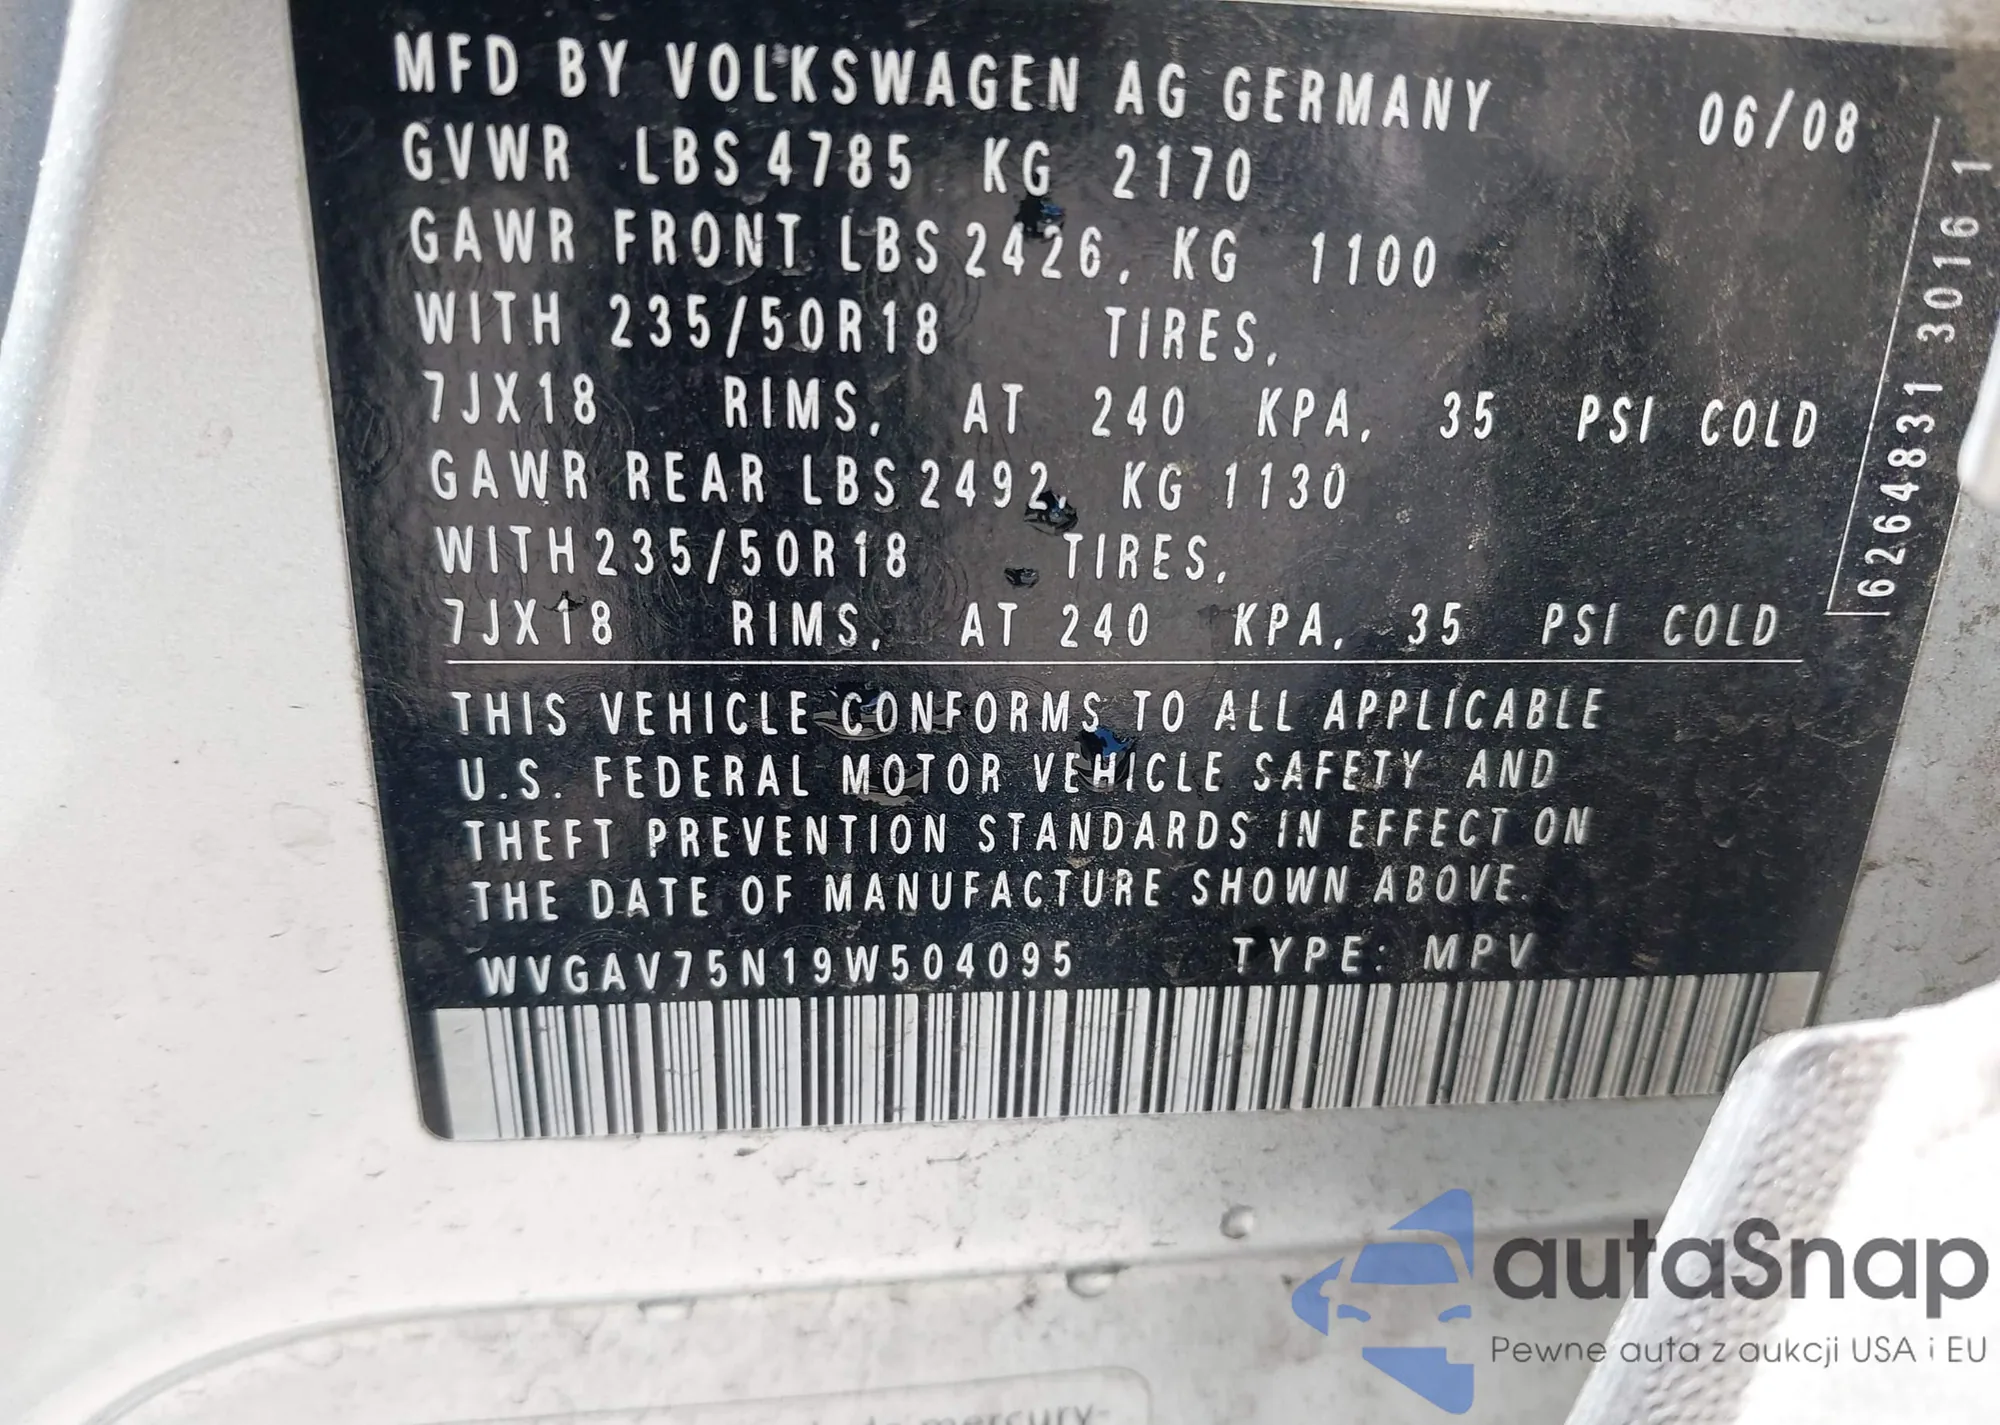 MFD BY VOLKSWAGEN AG GERMANY 06/08
GVWR LBS 4785 KG 2170
GAWR FRONT LBS 2426, KG 1100
WITH 235/50R18 TIRES,
7JX18 RIMS, AT 240 KPA, 35 PSI COLD
GAWR REAR LBS 2492, KG 1130
WITH 235/50R18 TIRES,
7JX18 RIMS, AT 240 KPA, 35 PSI COLD
6264831 3016 1
THIS VEHICLE CONFORMS TO ALL APPLICABLE
U.S. FEDERAL MOTOR VEHICLE SAFETY AND
THEFT PREVENTION STANDARDS IN EFFECT ON
THE DATE OF MANUFACTURE SHOWN ABOVE.
WVGAV75N19W504095 TYPE: MPV
autaSnap
Pewne auta z aukcji USA i EU
mercury-